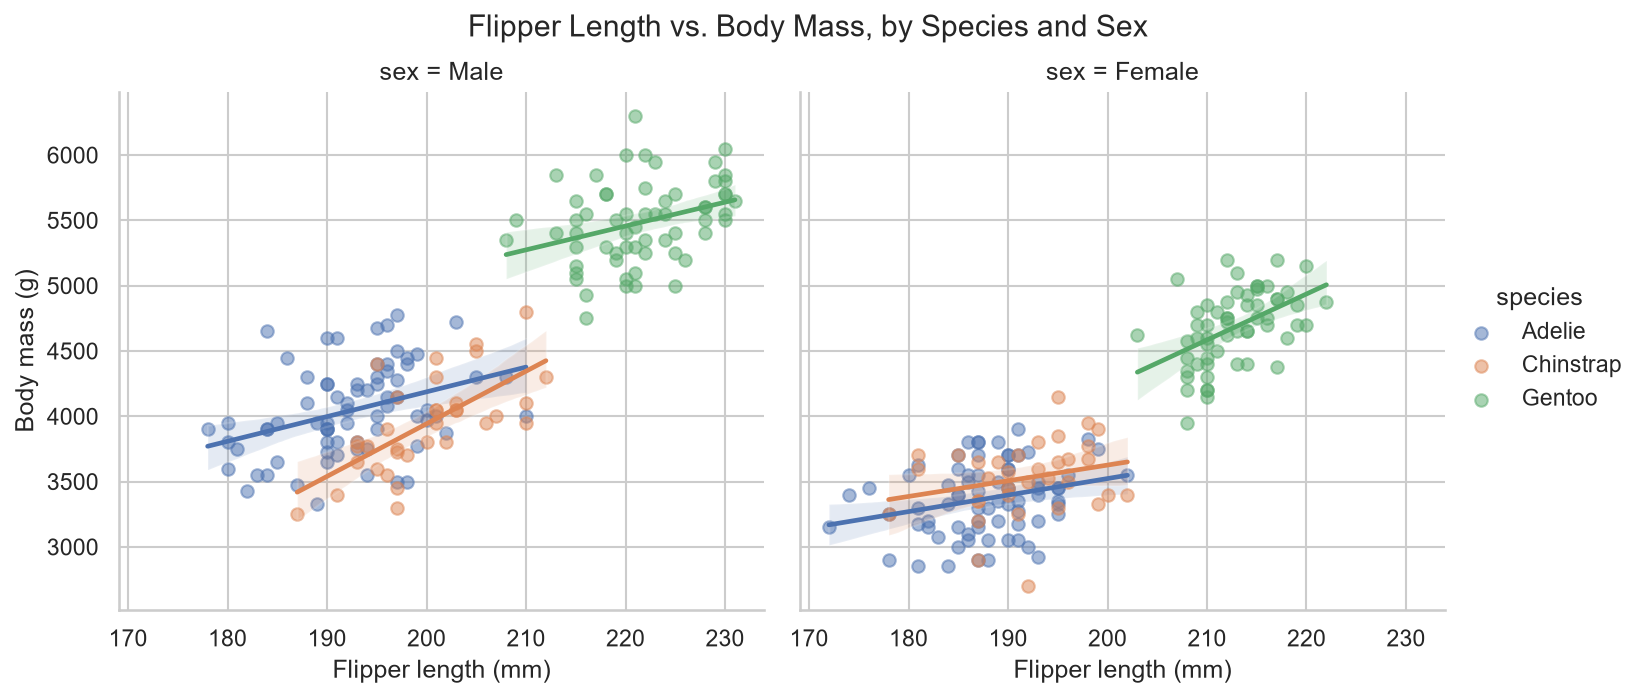 Flipper Length vs. Body Mass, by Species and Sex
sex = Male
sex = Female
Body mass (g)
6000
5500
5000
4500
4000
3500
3000
170 180 190 200 210 220 230
170 180 190 200 210 220 230
Flipper length (mm)
Flipper length (mm)
species
Adelie
Chinstrap
Gentoo